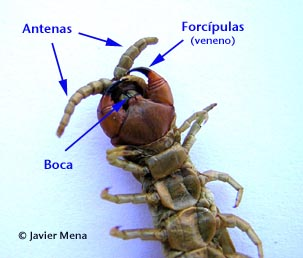 Antenas
Forcípulas
(veneno)
Boca
© Javier Mena